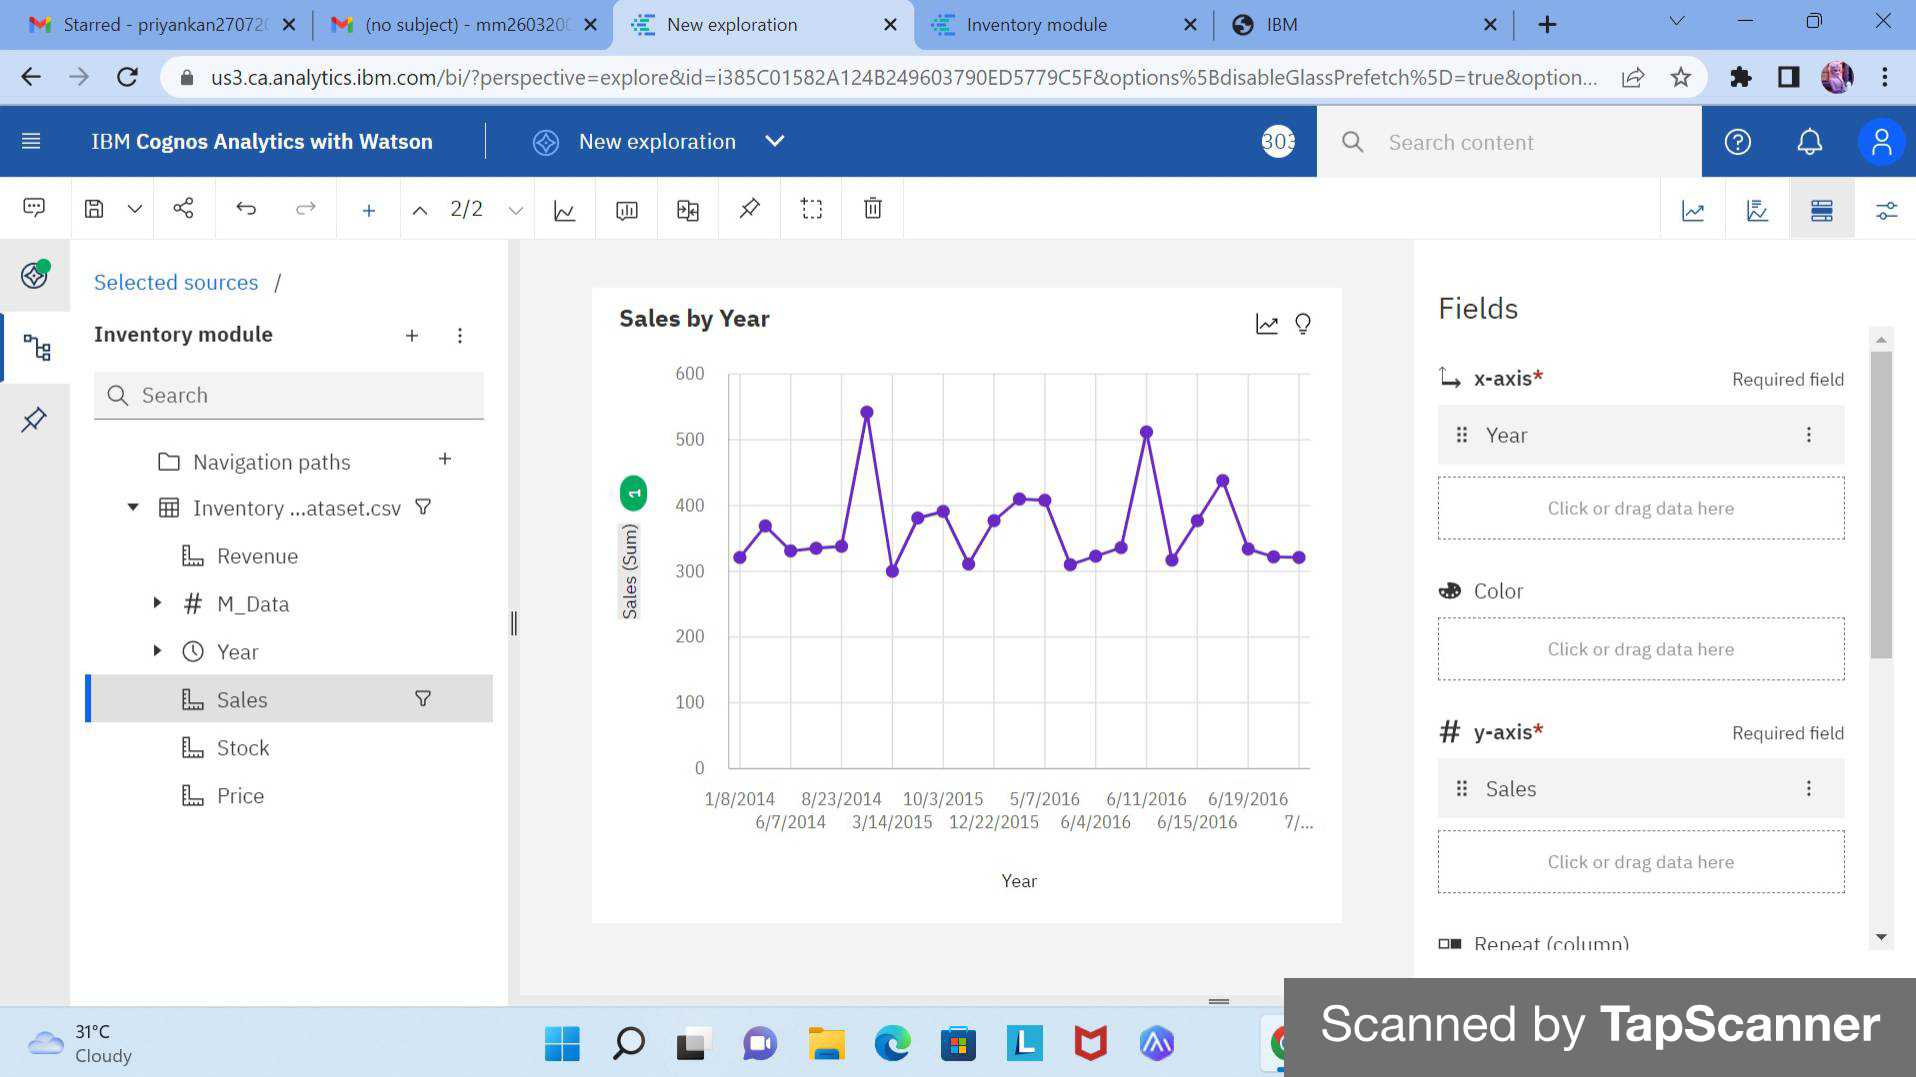 Starred - priyankan27072
(no subject) - mm260320
New exploration
Inventory module
IBM
us3.ca.analytics.ibm.com/bi/?perspective=explore&id=i385C01582A124B249603790ED5779C5F&options%5BdisableGlassPrefetch%5D=true&option...
IBM Cognos Analytics with Watson
New exploration
303
Search content
2/2
Selected sources /
Inventory module
Search
Navigation paths
Inventory ...ataset.csv
Revenue
M_Data
Year
Sales
Stock
Price
Sales by Year
600
500
400
300
200
100
0
1
Sales (Sum)
1/8/2014 8/23/2014 10/3/2015 5/7/2016 6/11/2016 6/19/2016
6/7/2014 3/14/2015 12/22/2015 6/4/2016 6/15/2016 7/...
Year
Fields
x-axis* Required field
Year
Click or drag data here
Color
Click or drag data here
y-axis* Required field
Sales
Click or drag data here
Repeat (column)
31°C
Cloudy
Scanned by TapScanner